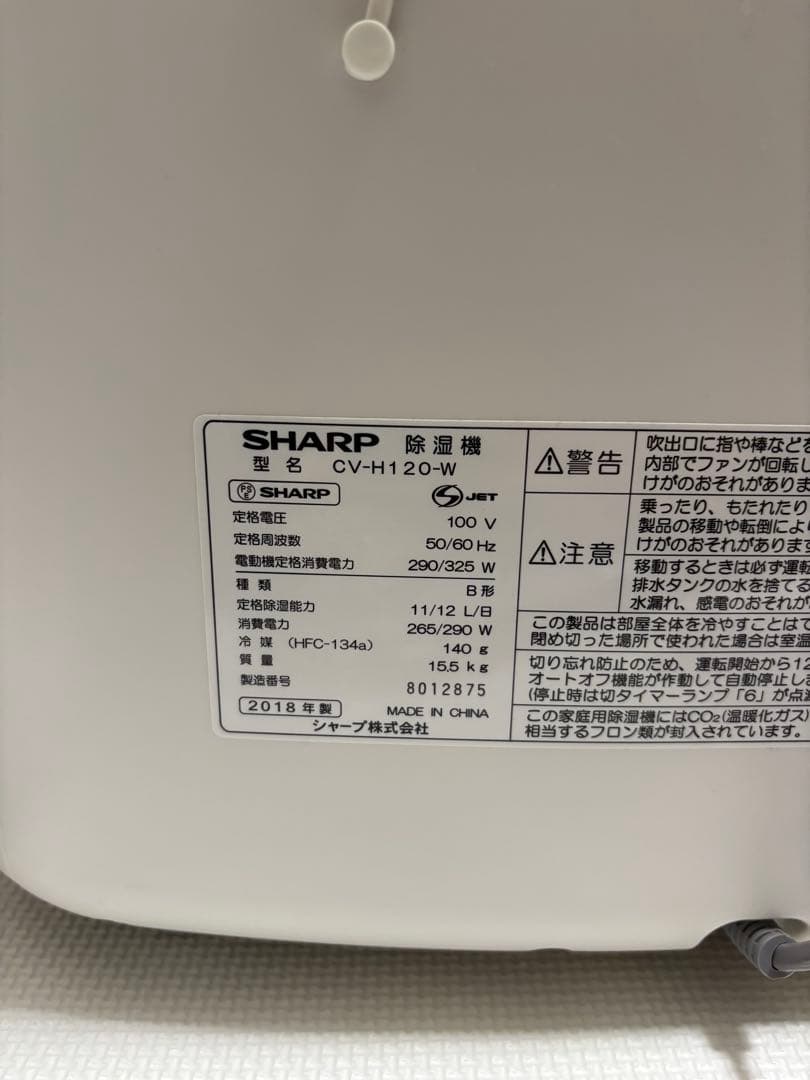 SHARP 除湿機
型名 CV-H120-W
PSE SHARP
S JET
定格電圧 100 V
定格周波数 50/60 Hz
電動機定格消費電力 290/325 W
種類 B形
定格除湿能力 11/12 L/日
消費電力 265/290 W
冷媒 (HFC-134a) 140 g
質量 15.5 kg
製造番号 8012875
2018年製 MADE IN CHINA
シャープ株式会社
警告
吹出口に指や棒などを
内部でファンが回転し
けがのおそれがありま
注意
乗ったり、もたれたり
製品の移動や転倒により
けがのおそれがあります
移動するときは必ず運転
排水タンクの水を捨てる
水漏れ、感電のおそれが
この製品は部屋全体を冷やすことはで
閉め切った場所で使われた場合は室温
切り忘れ防止のため、運転開始から12
オートオフ機能が作動して自動停止しま
(停止時は切タイマーランプ「6」が点滅
この家庭用除湿機にはCO₂(温暖化ガス)
相当するフロン類が封入されています。